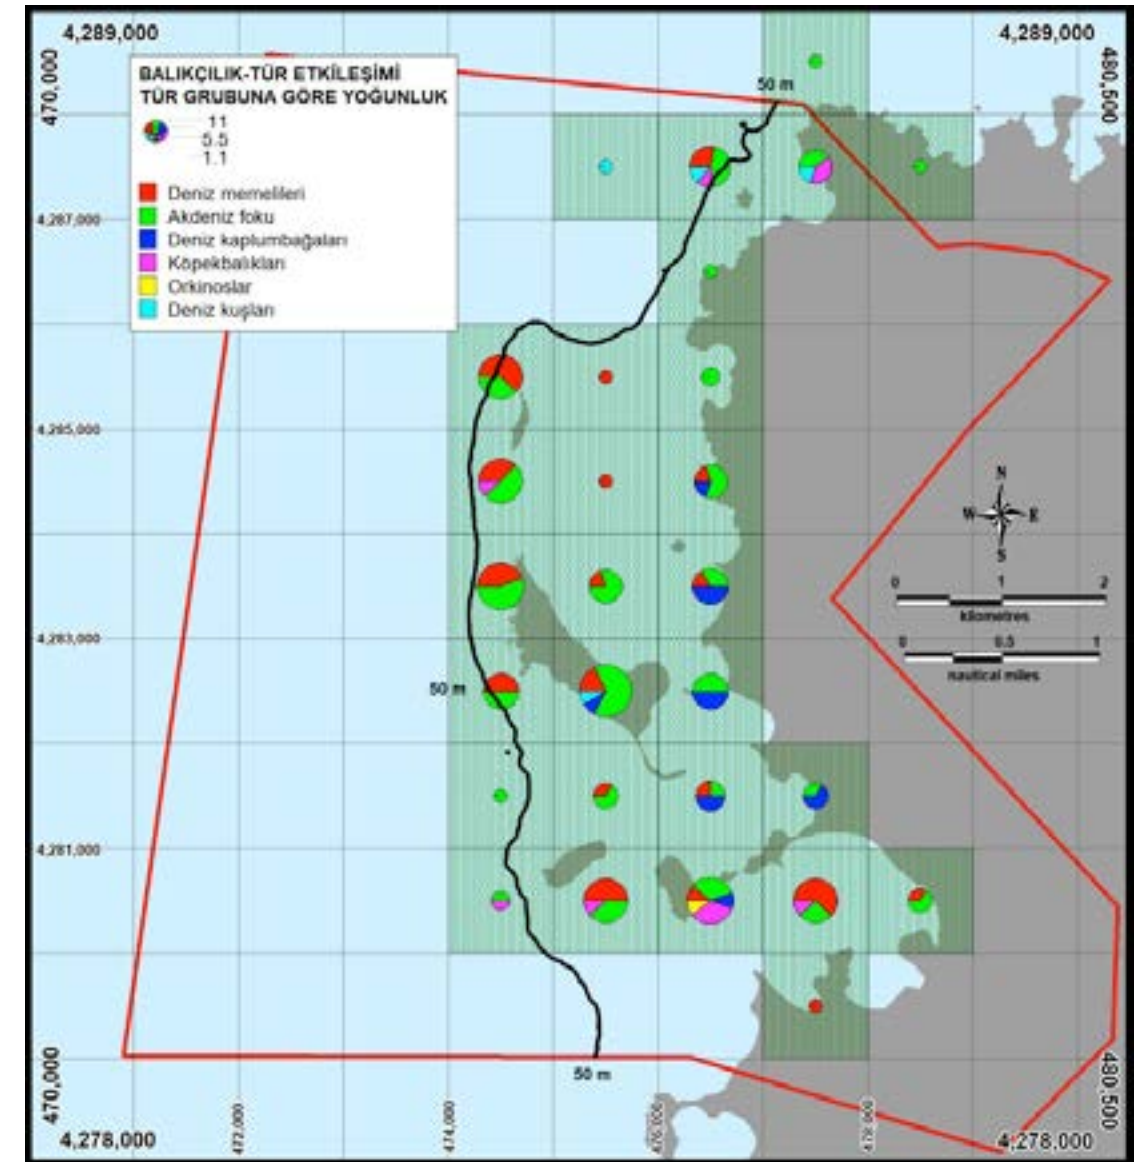 4,289,000
4,289,000
470,000
480,500
BALIKÇILIK-TÜR ETKİLEŞİMİ
TÜR GRUBUNA GÖRE YOĞUNLUK
11
5.5
1.1
Deniz memelileri
Akdeniz foku
Deniz kaplumbağaları
Köpekbalıkları
Orkinoslar
Deniz kuşları
50 m
4,287,000
4,285,000
N
W
E
S
0 1 2
kilometres
4,283,000
0 0.5 1
nautical miles
50 m
4,281,000
50 m
470,000
472,000
474,000
476,000
478,000
480,500
4,278,000
4,278,000